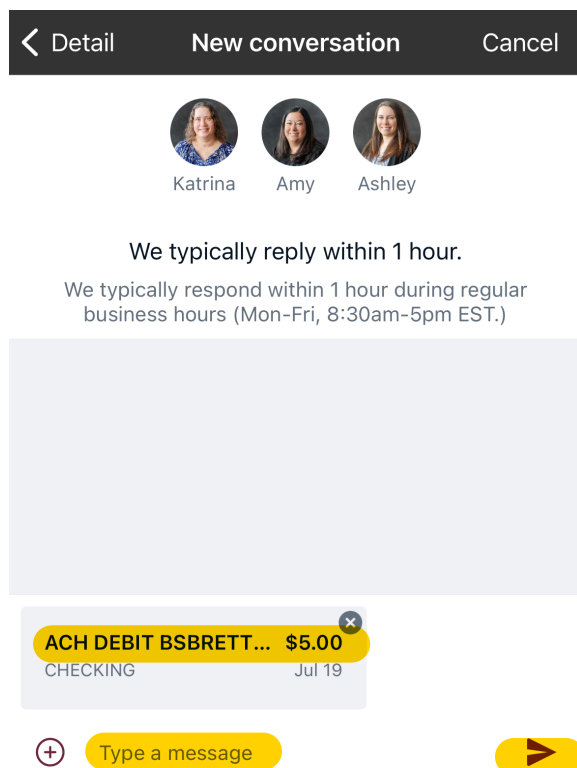 Detail New conversation Cancel
Katrina Amy Ashley
We typically reply within 1 hour.
We typically respond within 1 hour during regular
business hours (Mon-Fri, 8:30am-5pm EST.)
ACH DEBIT BSBRETT... $5.00
CHECKING Jul 19
Type a message